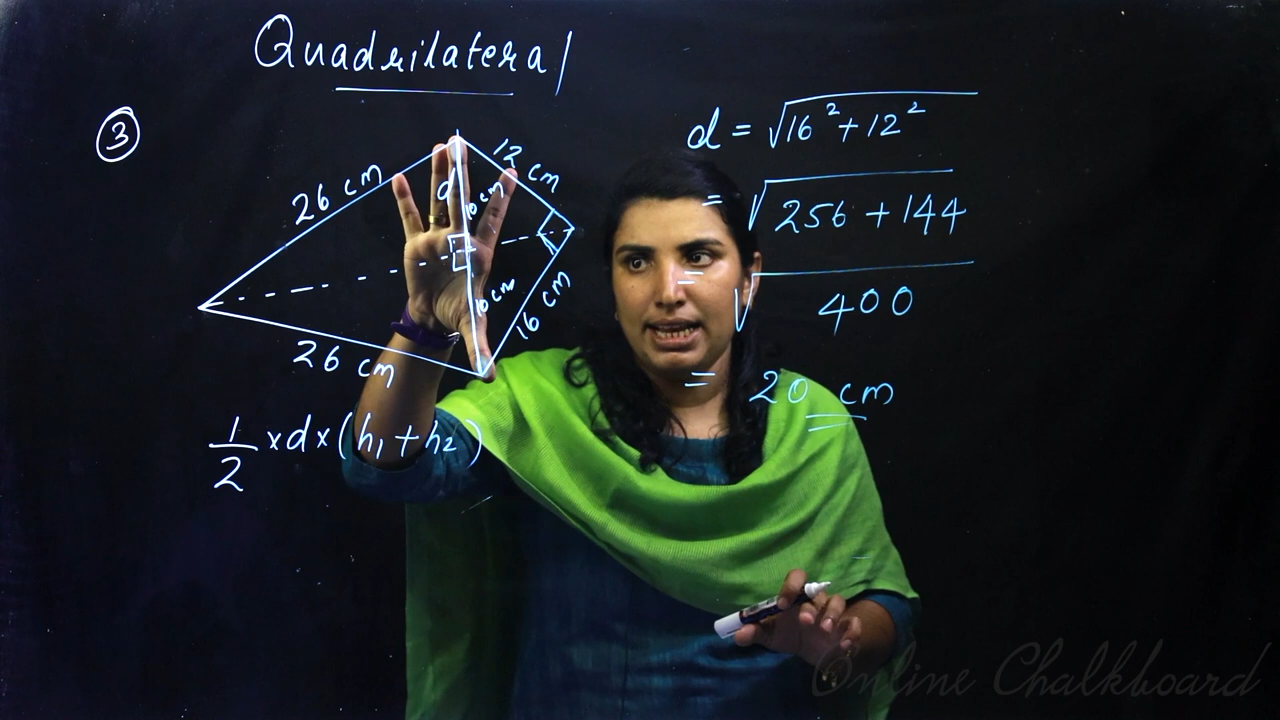 Quadrilateral
③
26 cm
12 cm
d
10 cm
10 cm
16 cm
26 cm
1/2 × d × (h₁ + h₂)
d = √16² + 12²
= √256 + 144
= √400
= 20 cm
Online Chalkboard